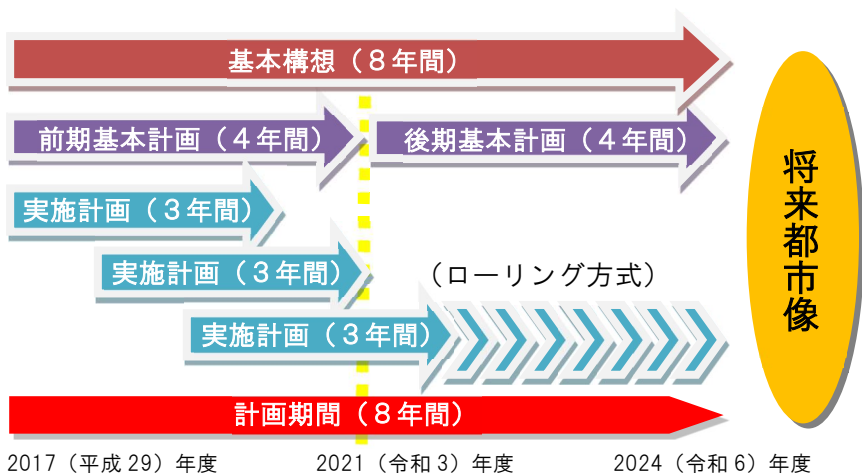 基本構想（８年間）
前期基本計画（４年間）
後期基本計画（４年間）
実施計画（３年間）
実施計画（３年間）
（ローリング方式）
実施計画（３年間）
計画期間（８年間）
将来都市像
2017（平成 29）年度
2021（令和 3）年度
2024（令和 6）年度